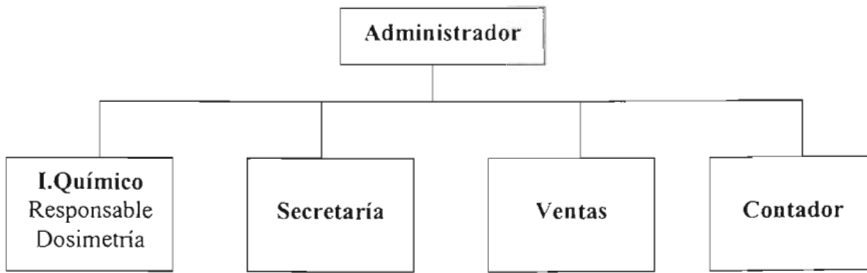 Administrador
I.Químico
Responsable
Dosimetría
Secretaría
Ventas
Contador